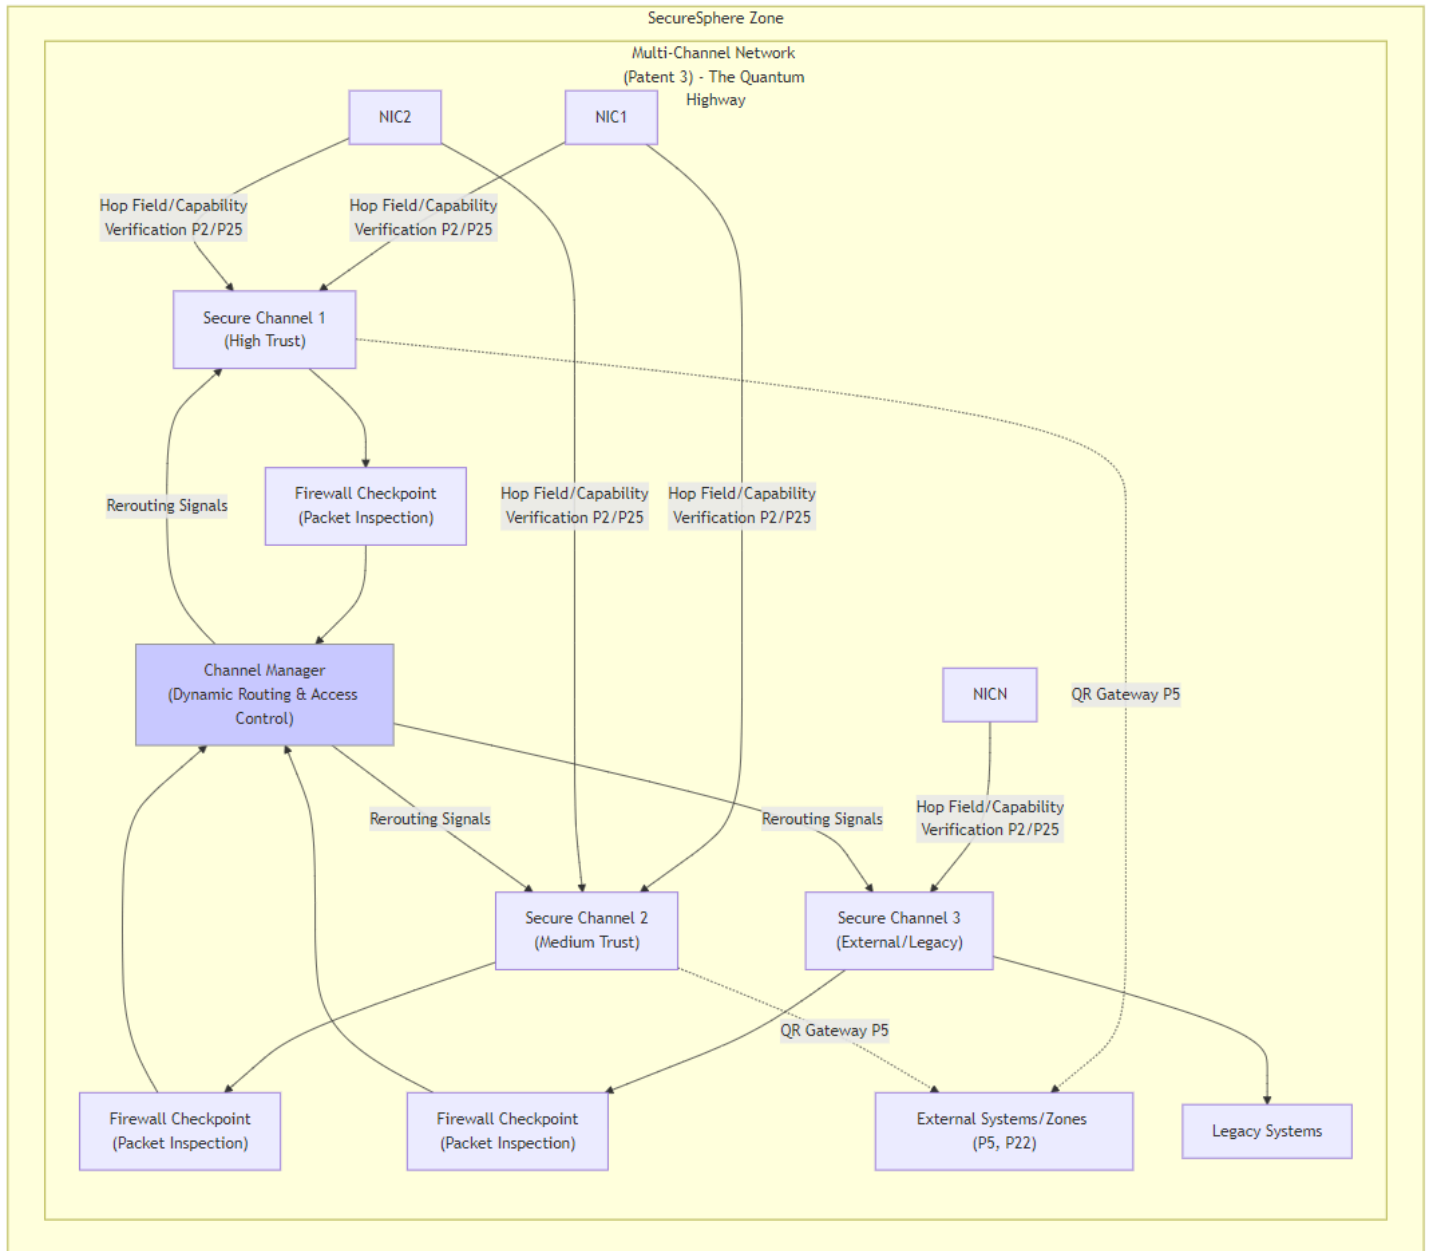 SecureSphere Zone
Multi-Channel Network
(Patent 3) - The Quantum
Highway
NIC2
NIC1
Hop Field/Capability
Verification P2/P25
Hop Field/Capability
Verification P2/P25
Secure Channel 1
(High Trust)
Rerouting Signals
Firewall Checkpoint
(Packet Inspection)
Hop Field/Capability
Verification P2/P25
Hop Field/Capability
Verification P2/P25
Channel Manager
(Dynamic Routing & Access
Control)
NICN
QR Gateway P5
Rerouting Signals
Rerouting Signals
Hop Field/Capability
Verification P2/P25
Secure Channel 2
(Medium Trust)
Secure Channel 3
(External/Legacy)
QR Gateway P5
Firewall Checkpoint
(Packet Inspection)
Firewall Checkpoint
(Packet Inspection)
External Systems/Zones
(P5, P22)
Legacy Systems